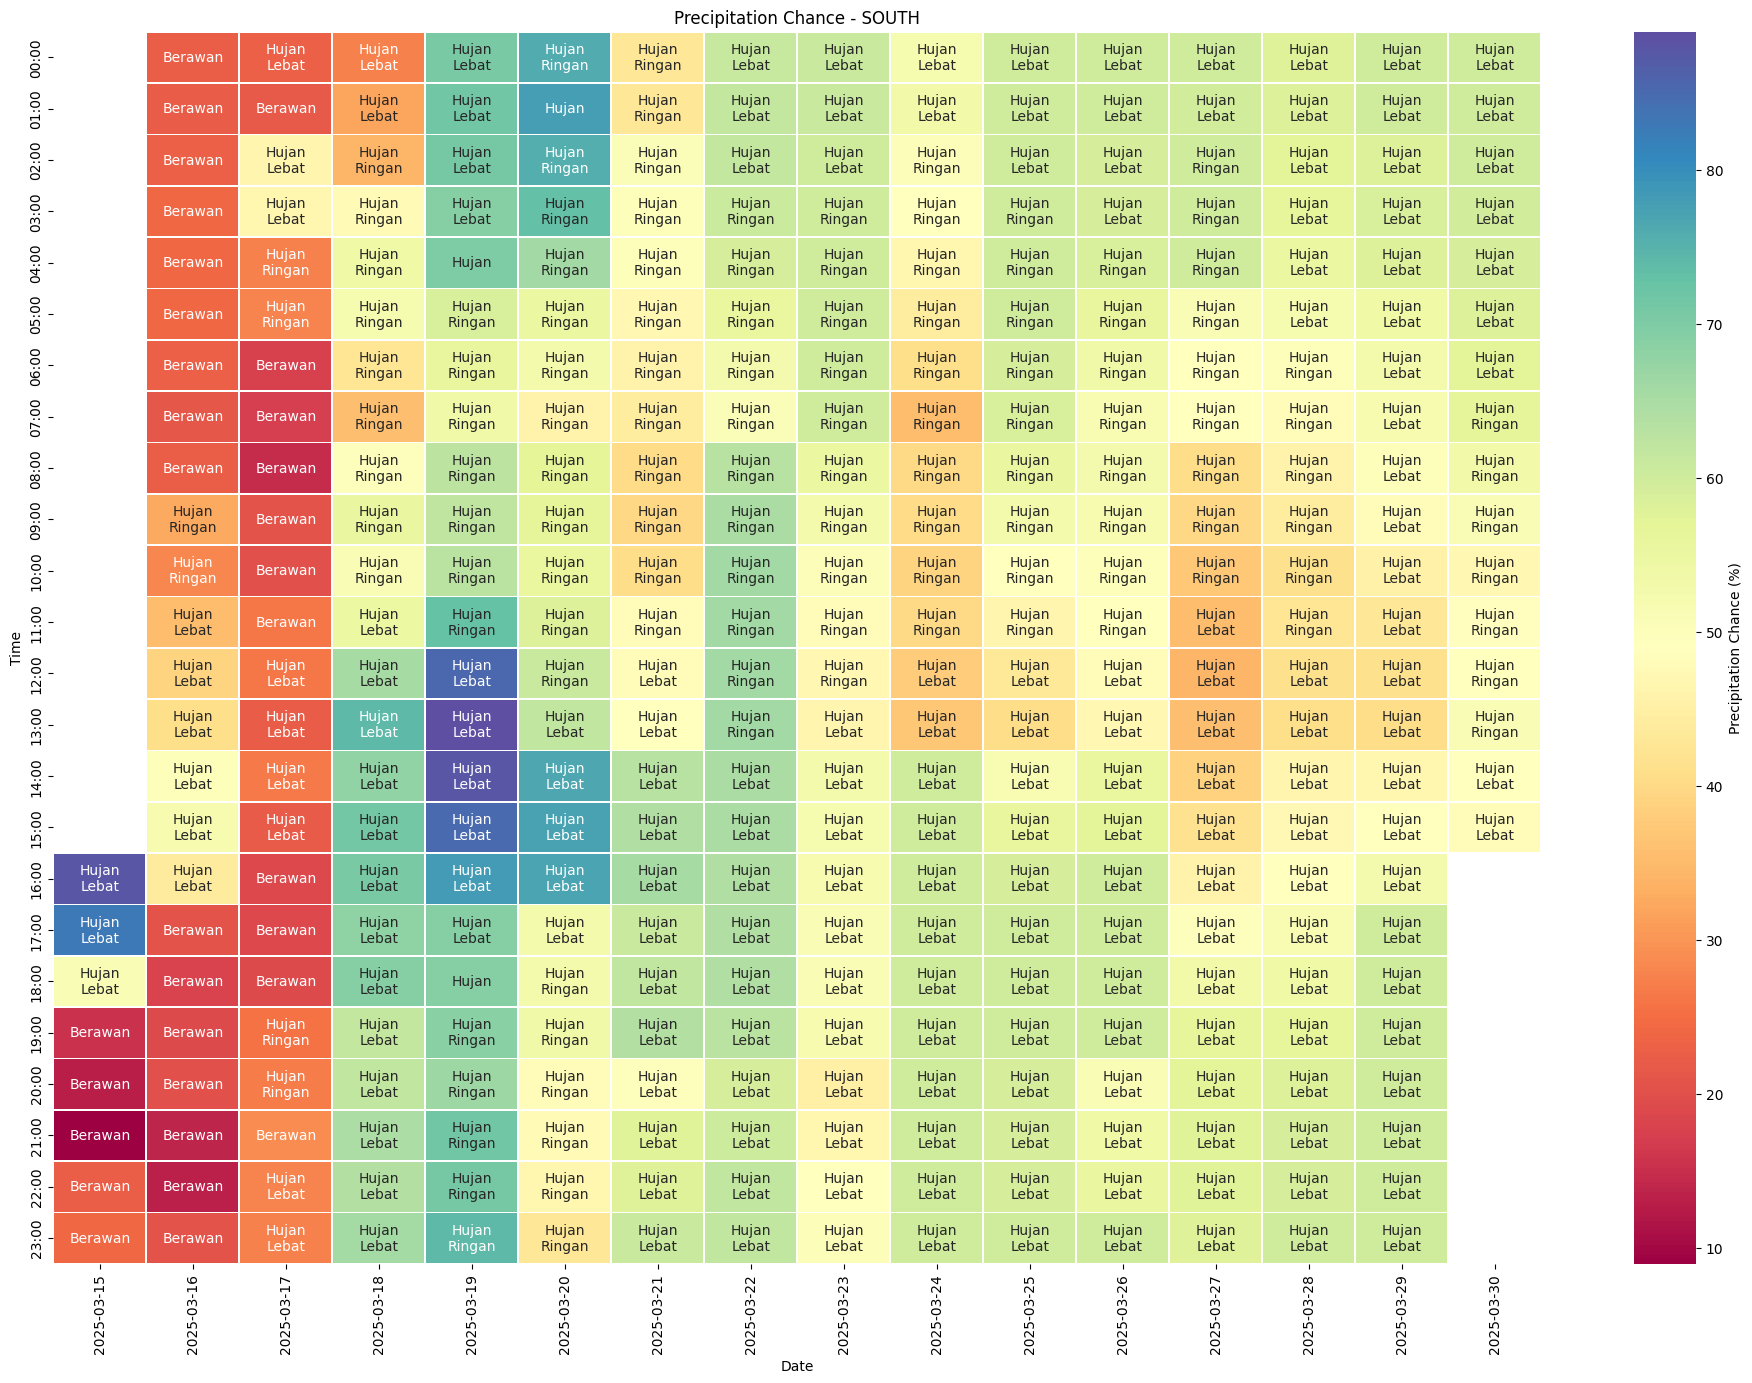 Precipitation Chance - SOUTH
00:00 Berawan Hujan Lebat Hujan Lebat Hujan Lebat Hujan Ringan Hujan Ringan Hujan Lebat Hujan Lebat Hujan Lebat Hujan Lebat Hujan Lebat Hujan Lebat Hujan Lebat Hujan Lebat Hujan Lebat
01:00 Berawan Berawan Hujan Lebat Hujan Lebat Hujan Hujan Ringan Hujan Lebat Hujan Lebat Hujan Lebat Hujan Lebat Hujan Lebat Hujan Lebat Hujan Lebat Hujan Lebat Hujan Lebat
02:00 Berawan Hujan Lebat Hujan Ringan Hujan Lebat Hujan Ringan Hujan Ringan Hujan Lebat Hujan Lebat Hujan Ringan Hujan Lebat Hujan Lebat Hujan Ringan Hujan Lebat Hujan Lebat Hujan Lebat
03:00 Berawan Hujan Lebat Hujan Ringan Hujan Lebat Hujan Ringan Hujan Ringan Hujan Ringan Hujan Ringan Hujan Ringan Hujan Ringan Hujan Lebat Hujan Ringan Hujan Lebat Hujan Lebat Hujan Lebat
04:00 Berawan Hujan Ringan Hujan Ringan Hujan Hujan Ringan Hujan Ringan Hujan Ringan Hujan Ringan Hujan Ringan Hujan Ringan Hujan Ringan Hujan Ringan Hujan Lebat Hujan Lebat Hujan Lebat
05:00 Berawan Hujan Ringan Hujan Ringan Hujan Ringan Hujan Ringan Hujan Ringan Hujan Ringan Hujan Ringan Hujan Ringan Hujan Ringan Hujan Ringan Hujan Ringan Hujan Lebat Hujan Lebat Hujan Lebat
06:00 Berawan Berawan Hujan Ringan Hujan Ringan Hujan Ringan Hujan Ringan Hujan Ringan Hujan Ringan Hujan Ringan Hujan Ringan Hujan Ringan Hujan Ringan Hujan Ringan Hujan Lebat Hujan Lebat
07:00 Berawan Berawan Hujan Ringan Hujan Ringan Hujan Ringan Hujan Ringan Hujan Ringan Hujan Ringan Hujan Ringan Hujan Ringan Hujan Ringan Hujan Ringan Hujan Ringan Hujan Lebat Hujan Ringan
08:00 Berawan Berawan Hujan Ringan Hujan Ringan Hujan Ringan Hujan Ringan Hujan Ringan Hujan Ringan Hujan Ringan Hujan Ringan Hujan Ringan Hujan Ringan Hujan Ringan Hujan Lebat Hujan Ringan
09:00 Hujan Ringan Berawan Hujan Ringan Hujan Ringan Hujan Ringan Hujan Ringan Hujan Ringan Hujan Ringan Hujan Ringan Hujan Ringan Hujan Ringan Hujan Ringan Hujan Ringan Hujan Lebat Hujan Ringan
10:00 Hujan Ringan Berawan Hujan Ringan Hujan Ringan Hujan Ringan Hujan Ringan Hujan Ringan Hujan Ringan Hujan Ringan Hujan Ringan Hujan Ringan Hujan Ringan Hujan Ringan Hujan Lebat Hujan Ringan
11:00 Hujan Lebat Berawan Hujan Lebat Hujan Ringan Hujan Ringan Hujan Ringan Hujan Ringan Hujan Ringan Hujan Ringan Hujan Ringan Hujan Ringan Hujan Lebat Hujan Ringan Hujan Lebat Hujan Ringan
12:00 Hujan Lebat Hujan Lebat Hujan Lebat Hujan Lebat Hujan Ringan Hujan Lebat Hujan Ringan Hujan Ringan Hujan Lebat Hujan Lebat Hujan Lebat Hujan Lebat Hujan Lebat Hujan Lebat Hujan Ringan
13:00 Hujan Lebat Hujan Lebat Hujan Lebat Hujan Lebat Hujan Lebat Hujan Lebat Hujan Ringan Hujan Lebat Hujan Lebat Hujan Lebat Hujan Lebat Hujan Lebat Hujan Lebat Hujan Lebat Hujan Ringan
14:00 Hujan Lebat Hujan Lebat Hujan Lebat Hujan Lebat Hujan Lebat Hujan Lebat Hujan Lebat Hujan Lebat Hujan Lebat Hujan Lebat Hujan Lebat Hujan Lebat Hujan Lebat Hujan Lebat Hujan Lebat
15:00 Hujan Lebat Hujan Lebat Hujan Lebat Hujan Lebat Hujan Lebat Hujan Lebat Hujan Lebat Hujan Lebat Hujan Lebat Hujan Lebat Hujan Lebat Hujan Lebat Hujan Lebat Hujan Lebat Hujan Lebat
16:00 Hujan Lebat Hujan Lebat Berawan Hujan Lebat Hujan Lebat Hujan Lebat Hujan Lebat Hujan Lebat Hujan Lebat Hujan Lebat Hujan Lebat Hujan Lebat Hujan Lebat Hujan Lebat Hujan Lebat
17:00 Hujan Lebat Berawan Berawan Hujan Lebat Hujan Lebat Hujan Lebat Hujan Lebat Hujan Lebat Hujan Lebat Hujan Lebat Hujan Lebat Hujan Lebat Hujan Lebat Hujan Lebat Hujan Lebat
18:00 Hujan Lebat Berawan Berawan Hujan Lebat Hujan Hujan Ringan Hujan Lebat Hujan Lebat Hujan Lebat Hujan Lebat Hujan Lebat Hujan Lebat Hujan Lebat Hujan Lebat Hujan Lebat
19:00 Berawan Berawan Hujan Ringan Hujan Lebat Hujan Ringan Hujan Ringan Hujan Lebat Hujan Lebat Hujan Lebat Hujan Lebat Hujan Lebat Hujan Lebat Hujan Lebat Hujan Lebat Hujan Lebat
20:00 Berawan Berawan Hujan Ringan Hujan Lebat Hujan Ringan Hujan Ringan Hujan Lebat Hujan Lebat Hujan Lebat Hujan Lebat Hujan Lebat Hujan Lebat Hujan Lebat Hujan Lebat Hujan Lebat
21:00 Berawan Berawan Berawan Hujan Lebat Hujan Ringan Hujan Ringan Hujan Lebat Hujan Lebat Hujan Lebat Hujan Lebat Hujan Lebat Hujan Lebat Hujan Lebat Hujan Lebat Hujan Lebat
22:00 Berawan Berawan Hujan Lebat Hujan Lebat Hujan Ringan Hujan Ringan Hujan Lebat Hujan Lebat Hujan Lebat Hujan Lebat Hujan Lebat Hujan Lebat Hujan Lebat Hujan Lebat Hujan Lebat
23:00 Berawan Berawan Hujan Lebat Hujan Lebat Hujan Ringan Hujan Ringan Hujan Lebat Hujan Lebat Hujan Lebat Hujan Lebat Hujan Lebat Hujan Lebat Hujan Lebat Hujan Lebat Hujan Lebat
Time
2025-03-15 2025-03-16 2025-03-17 2025-03-18 2025-03-19 2025-03-20 2025-03-21 2025-03-22 2025-03-23 2025-03-24 2025-03-25 2025-03-26 2025-03-27 2025-03-28 2025-03-29 2025-03-30
Date
80
70
60
50
40
30
20
10
Precipitation Chance (%)